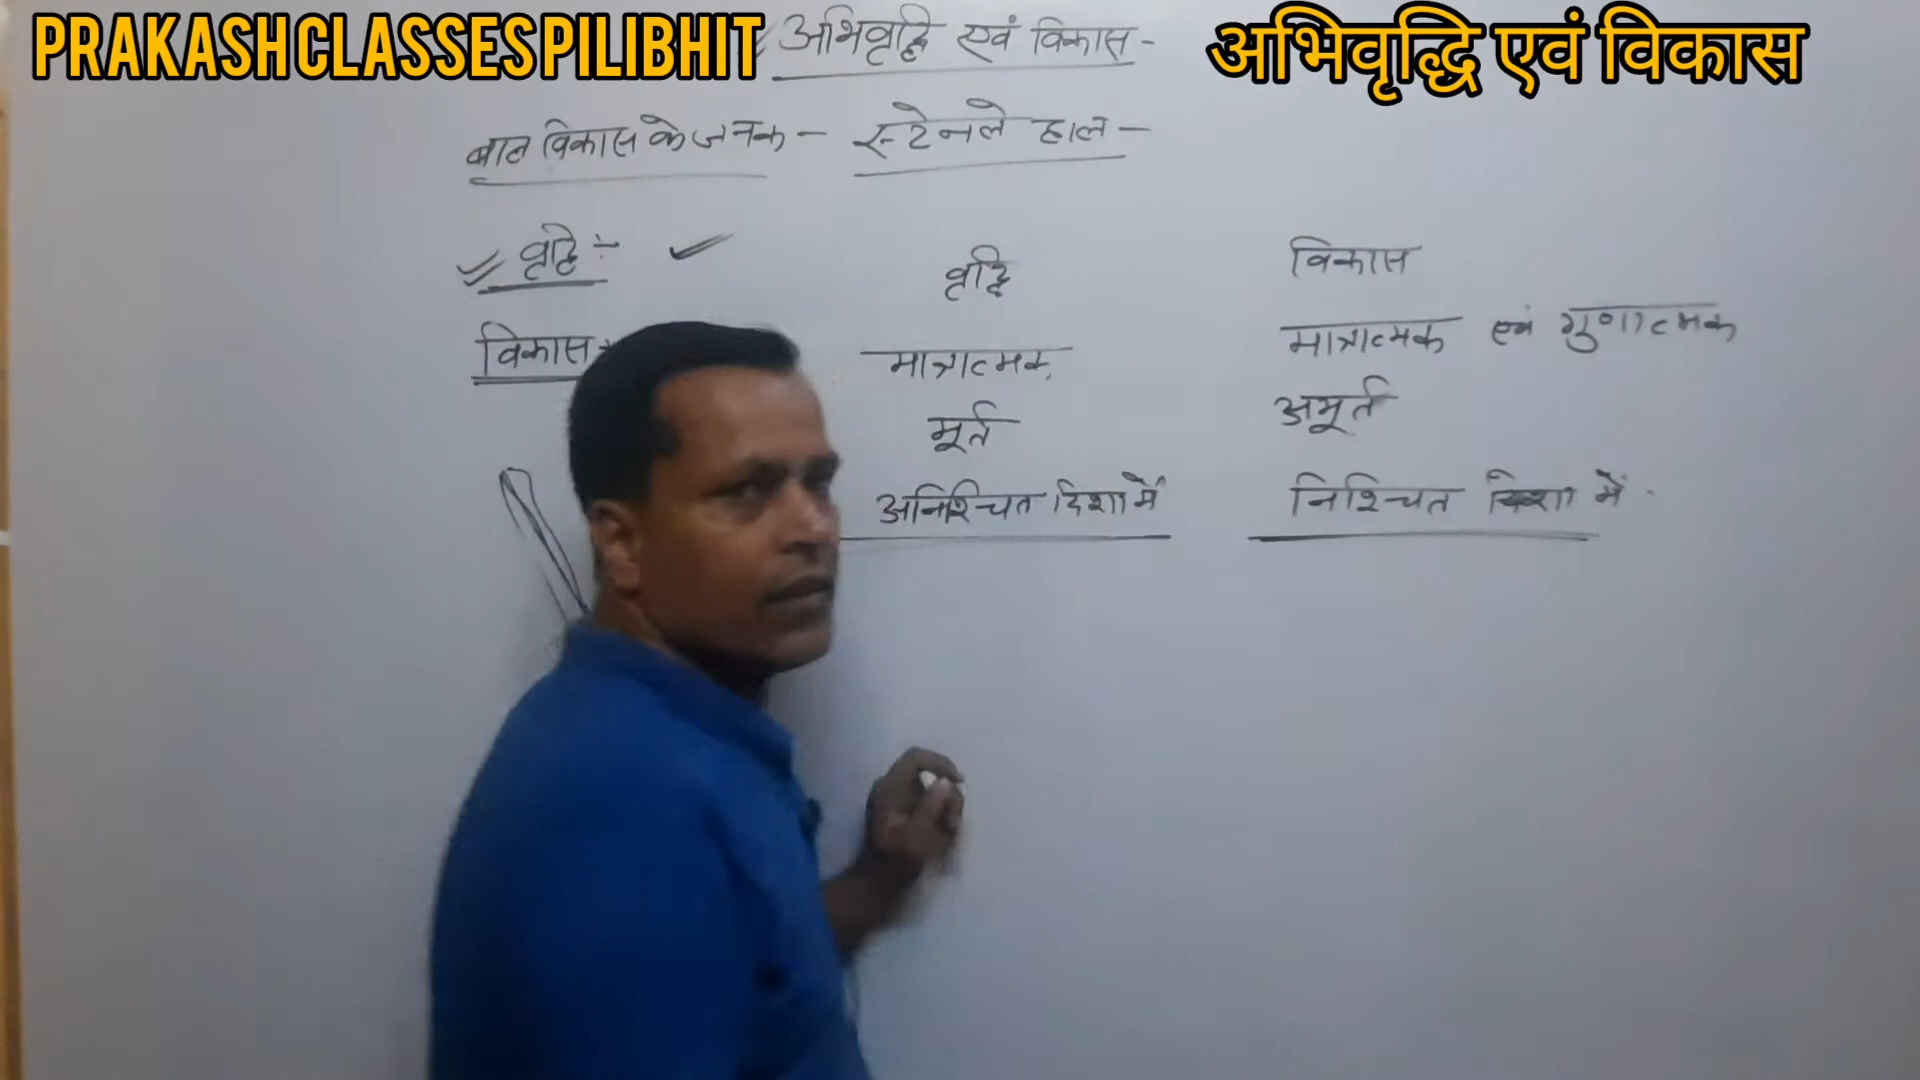 PRAKASH CLASSES PILIBHIT
अभिवृद्धि एवं विकास -
अभिवृद्धि एवं विकास
बाल विकास के जनक - स्टेनले हाल -
वृद्धि ÷
विकास
वृद्धि
मात्रात्मक
मूर्त
अनिश्चित दिशा में
विकास
मात्रात्मक एवं गुणात्मक
अमूर्त
निश्चित दिशा में.